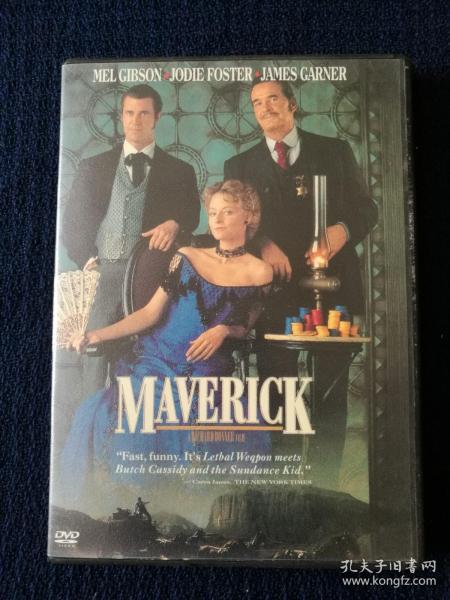 MEL GIBSON • JODIE FOSTER • JAMES GARNER
MAVERICK
A RICHARD DONNER FILM
"Fast, funny. It's Lethal Weapon meets
Butch Cassidy and the Sundance Kid."
— Caryn James, THE NEW YORK TIMES
DVD
VIDEO
孔夫子旧书网
www.kongfz.com